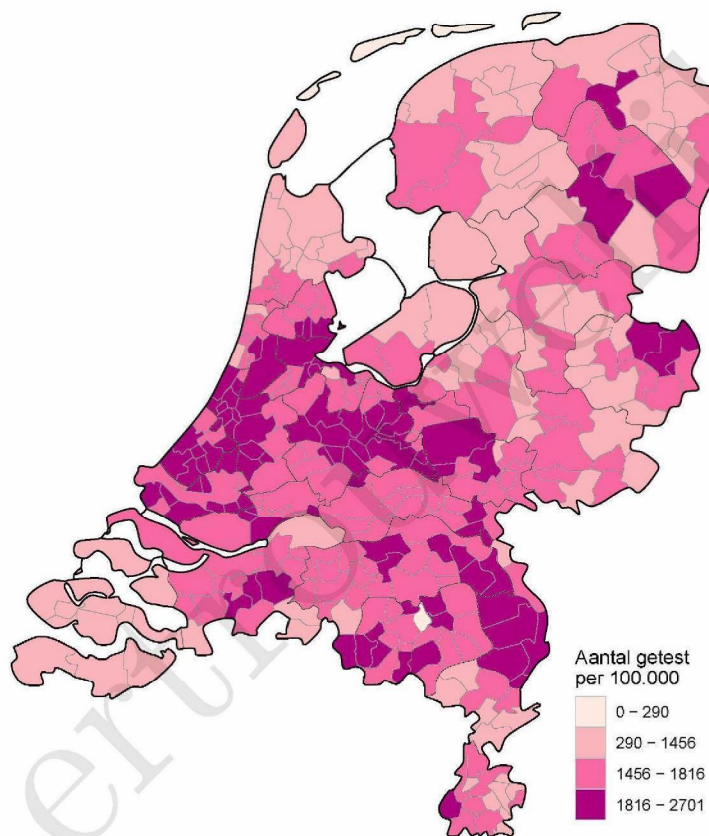 Aantal getest
per 100.000
0 – 290
290 – 1456
1456 – 1816
1816 – 2701